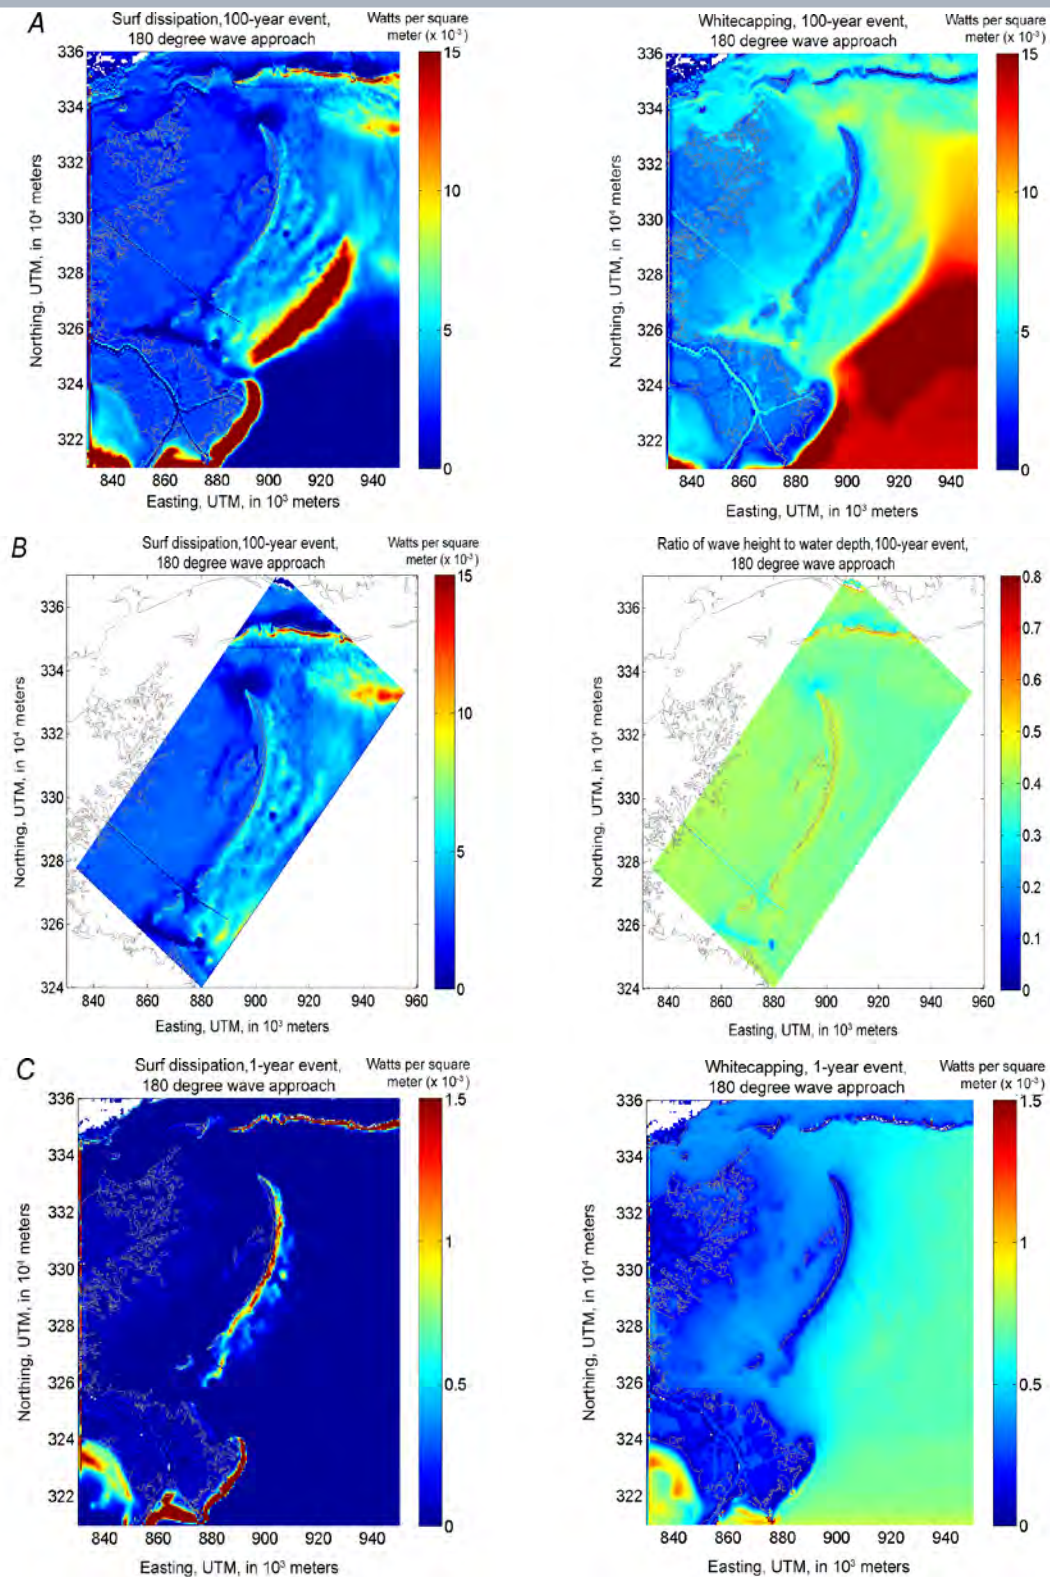 A
Surf dissipation,100-year event,
180 degree wave approach
Watts per square
meter (x 10⁻³)
336
334
332
330
328
326
324
322
Northing, UTM, in 10⁴ meters
840 860 880 900 920 940
Easting, UTM, in 10³ meters
15
10
5
0
Whitecapping, 100-year event,
180 degree wave approach
Watts per square
meter (x 10⁻³)
336
334
332
330
328
326
324
322
Northing, UTM, in 10⁴ meters
840 860 880 900 920 940
Easting, UTM, in 10³ meters
15
10
5
0
B
Surf dissipation,100-year event,
180 degree wave approach
Watts per square
meter (x 10⁻³)
336
334
332
330
328
326
324
Northing, UTM, in 10⁴ meters
840 860 880 900 920 940 960
Easting, UTM, in 10³ meters
15
10
5
0
Ratio of wave height to water depth,100-year event,
180 degree wave approach
336
334
332
330
328
326
324
Northing, UTM, in 10⁴ meters
840 860 880 900 920 940 960
Easting, UTM, in 10³ meters
0.8
0.7
0.6
0.5
0.4
0.3
0.2
0.1
0
C
Surf dissipation,1-year event,
180 degree wave approach
Watts per square
meter (x 10⁻³)
336
334
332
330
328
326
324
322
Northing, UTM, in 10⁴ meters
840 860 880 900 920 940
Easting, UTM, in 10³ meters
1.5
1
0.5
0
Whitecapping, 1-year event,
180 degree wave approach
Watts per square
meter (x 10⁻³)
336
334
332
330
328
326
324
322
Northing, UTM, in 10⁴ meters
840 860 880 900 920 940
Easting, UTM, in 10³ meters
1.5
1
0.5
0